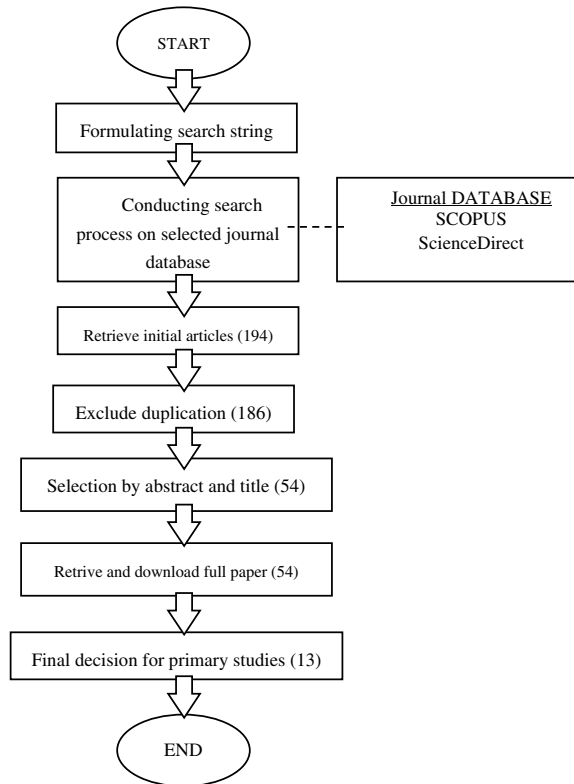 START
Formulating search string
Conducting search
process on selected journal
database
Journal DATABASE
SCOPUS
ScienceDirect
Retrieve initial articles (194)
Exclude duplication (186)
Selection by abstract and title (54)
Retrive and download full paper (54)
Final decision for primary studies (13)
END